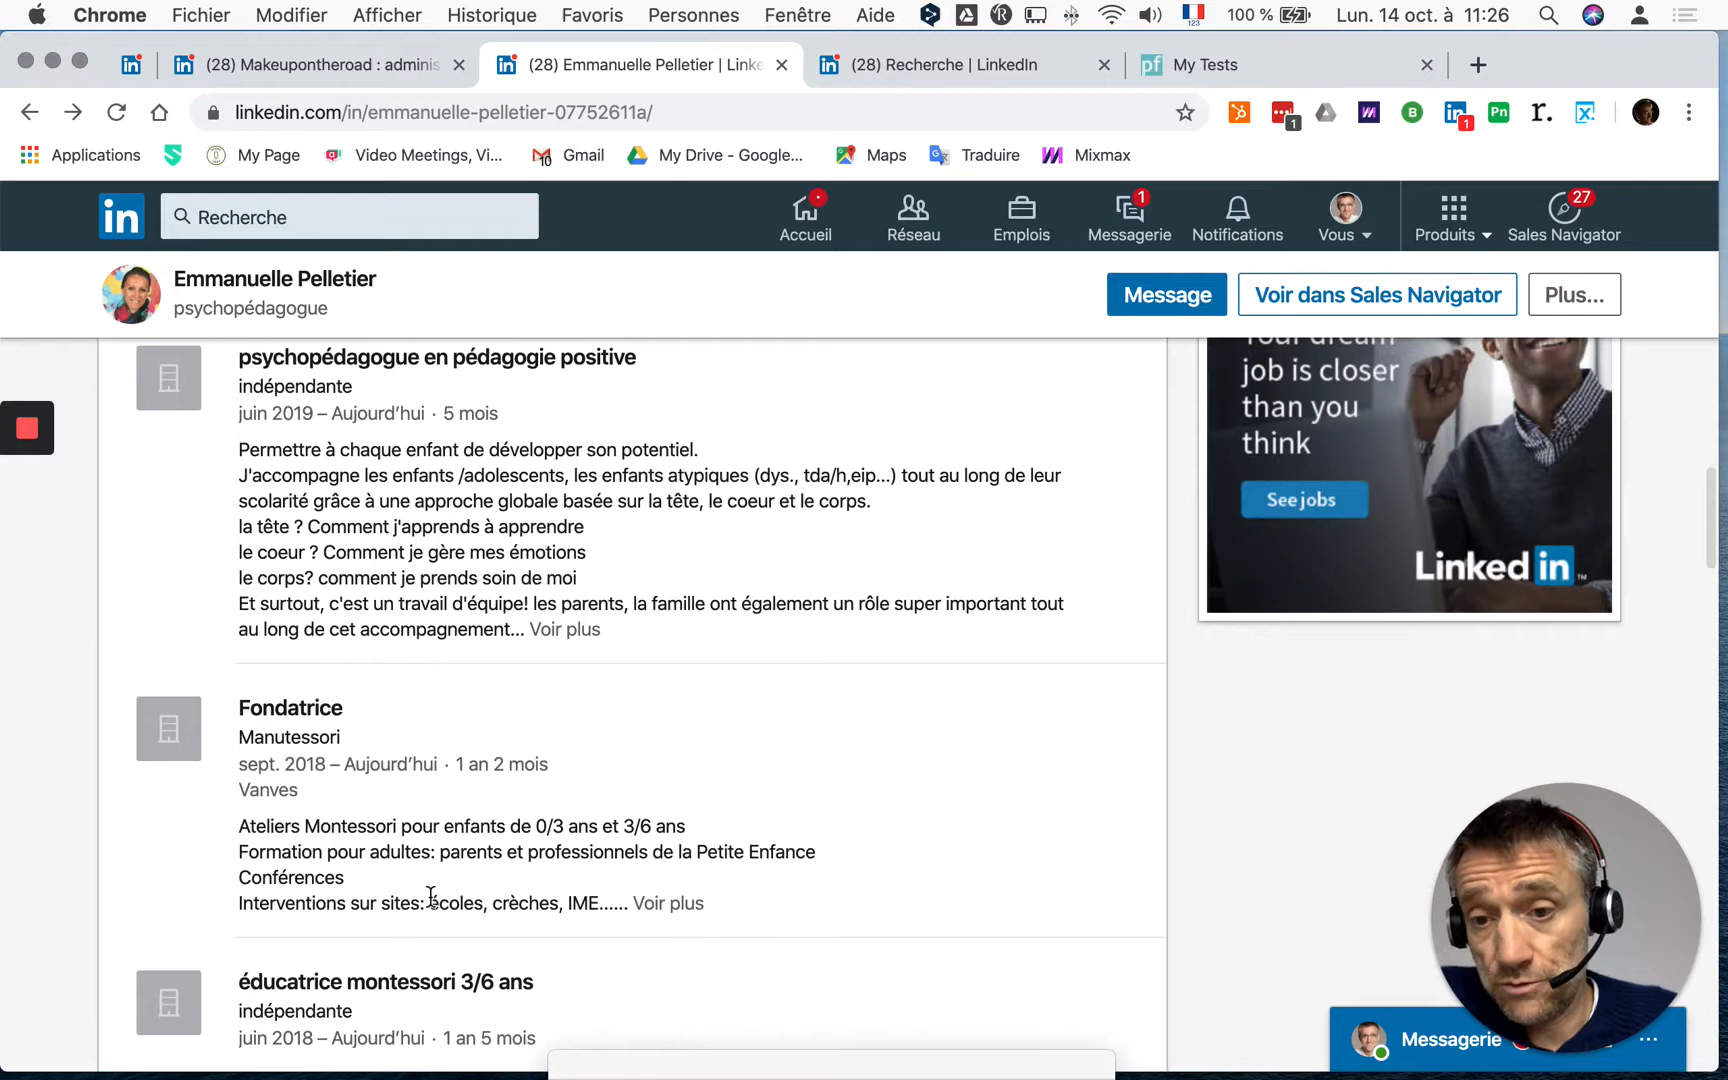 Chrome Fichier Modifier Afficher Historique Favoris Personnes Fenêtre Aide 123 100 % Lun. 14 oct. à 11:26
(28) Makeupontheroad : adminis (28) Emmanuelle Pelletier | Linke (28) Recherche | LinkedIn pf My Tests
linkedin.com/in/emmanuelle-pelletier-07752611a/ 1 B in 1 Pn r.
Applications My Page Video Meetings, Vi... 10 Gmail My Drive - Google... Maps Traduire Mixmax
in Recherche Accueil Réseau Emplois 1 Messagerie Notifications Vous Produits 27 Sales Navigator
Emmanuelle Pelletier
psychopédagogue
Message Voir dans Sales Navigator Plus...
psychopédagogue en pédagogie positive
indépendante
juin 2019 – Aujourd'hui · 5 mois
Permettre à chaque enfant de développer son potentiel.
J'accompagne les enfants /adolescents, les enfants atypiques (dys., tda/h,eip...) tout au long de leur
scolarité grâce à une approche globale basée sur la tête, le coeur et le corps.
la tête ? Comment j'apprends à apprendre
le coeur ? Comment je gère mes émotions
le corps? comment je prends soin de moi
Et surtout, c'est un travail d'équipe! les parents, la famille ont également un rôle super important tout
au long de cet accompagnement... Voir plus
Fondatrice
Manutessori
sept. 2018 – Aujourd'hui · 1 an 2 mois
Vanves
Ateliers Montessori pour enfants de 0/3 ans et 3/6 ans
Formation pour adultes: parents et professionnels de la Petite Enfance
Conférences
Interventions sur sites: écoles, crèches, IME...... Voir plus
éducatrice montessori 3/6 ans
indépendante
juin 2018 – Aujourd'hui · 1 an 5 mois
Your dream
job is closer
than you
think
See jobs
Linked in
Messagerie